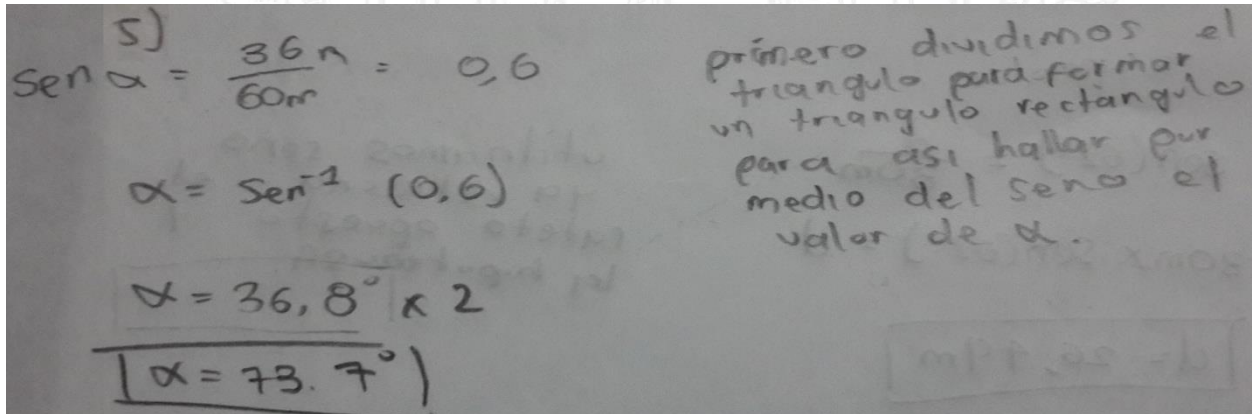 5)
Sen α = 36m / 60m = 0,6
α = Sen⁻¹ (0,6)
α = 36,8° x 2
α = 73.7°
primero dividimos el
triangulo para formar
un triangulo rectángulo
para asi hallar por
medio del seno el
valor de α.